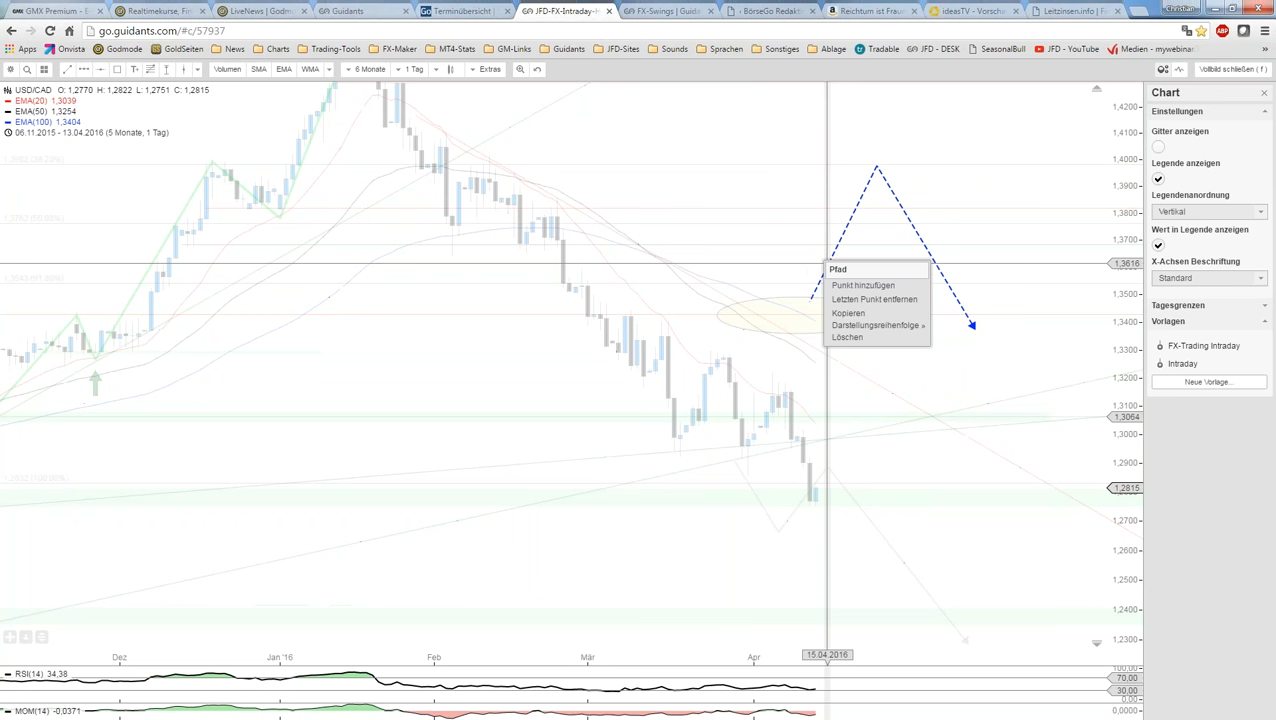 GMX Premium - E
Realtimekurse, Firm
LiveNews | Godmo
Guidants
Terminübersicht |
JFD-FX-Intraday-H
FX-Swings | Guida
‹ BörseGo Redakti
Reichtum ist Fraue
ideasTV - Vorscha
Leitzinsen.info | Fi
Christian
go.guidants.com/#c/57937
Apps
Onvista
Godmode
GoldSeiten
News
Charts
Trading-Tools
FX-Maker
MT4-Stats
GM-Links
Guidants
JFD-Sites
Sounds
Sprachen
Sonstiges
Ablage
Tradable
JFD - DESK
SeasonalBull
JFD - YouTube
Medien - mywebinar
Volumen
SMA
EMA
WMA
6 Monate
1 Tag
Extras
Vollbild schließen ( f )
USD/CAD O: 1,2770 H: 1,2822 L: 1,2751 C: 1,2815
EMA(20) 1,3039
EMA(50) 1,3254
EMA(100) 1,3404
06.11.2015 - 13.04.2016 (5 Monate, 1 Tag)
Pfad
Punkt hinzufügen
Letzten Punkt entfernen
Kopieren
Darstellungsreihenfolge »
Löschen
1,4200
1,4100
1,4000
1,3900
1,3800
1,3700
1,3616
1,3500
1,3400
1,3300
1,3200
1,3100
1,3064
1,3000
1,2900
1,2815
1,2700
1,2600
1,2500
1,2400
1,2300
Dez
Jan '16
Feb
Mär
Apr
15.04.2016
RSI(14) 34,38
100,00
70,00
30,00
0,00
MOM(14) -0,0371
0,0000
Chart
Einstellungen
Gitter anzeigen
Legende anzeigen
Legendenanordnung
Vertikal
Wert in Legende anzeigen
X-Achsen Beschriftung
Standard
Tagesgrenzen
Vorlagen
FX-Trading Intraday
Intraday
Neue Vorlage...